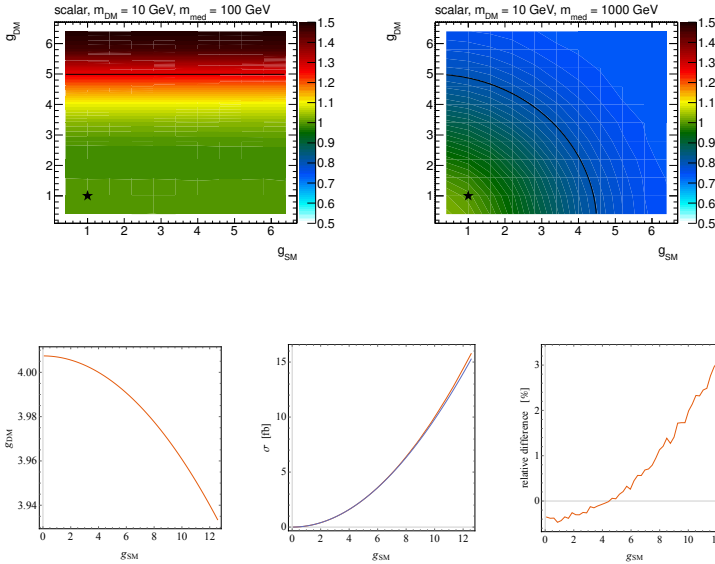 scalar, m_DM = 10 GeV, m_med = 100 GeV
g_DM
6
5
4
3
2
1
1 2 3 4 5 6
g_SM
1.5
1.4
1.3
1.2
1.1
1
0.9
0.8
0.7
0.6
0.5
scalar, m_DM = 10 GeV, m_med = 1000 GeV
g_DM
6
5
4
3
2
1
1 2 3 4 5 6
g_SM
1.5
1.4
1.3
1.2
1.1
1
0.9
0.8
0.7
0.6
0.5
g_DM
4.00
3.98
3.96
3.94
0 2 4 6 8 10 12
g_SM
σ [fb]
15
10
5
0
0 2 4 6 8 10 12
g_SM
relative difference [%]
3
2
1
0
-1
0 2 4 6 8 10 12
g_SM